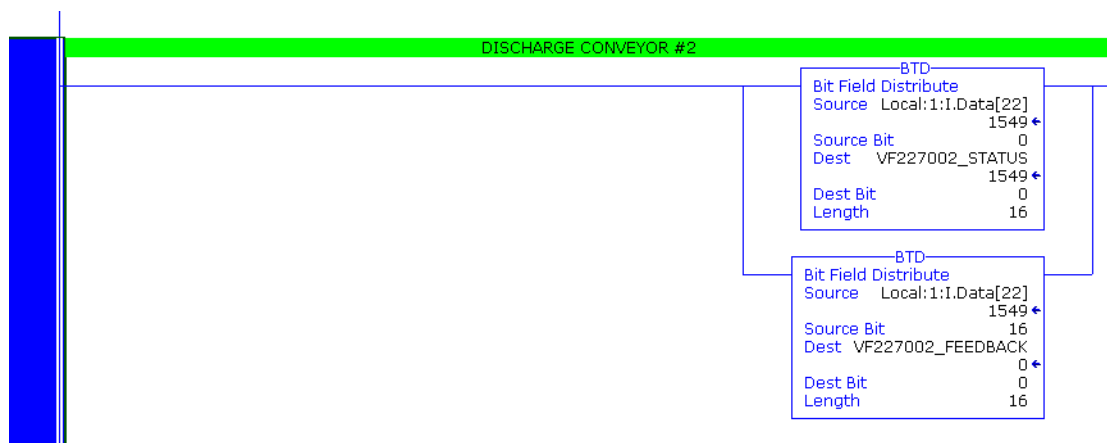 DISCHARGE CONVEYOR #2
BTD
Bit Field Distribute
Source Local:1:I.Data[22]
1549
Source Bit 0
Dest VF227002_STATUS
1549
Dest Bit 0
Length 16
BTD
Bit Field Distribute
Source Local:1:I.Data[22]
1549
Source Bit 16
Dest VF227002_FEEDBACK
0
Dest Bit 0
Length 16